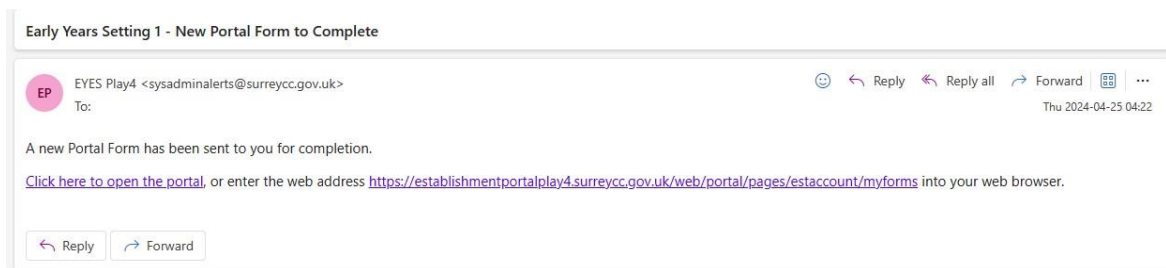 Early Years Setting 1 - New Portal Form to Complete
EP
EYES Play4 <sysadminalerts@surreycc.gov.uk>
Reply Reply all Forward
To:
Thu 2024-04-25 04:22
A new Portal Form has been sent to you for completion.
Click here to open the portal, or enter the web address https://establishmentportalplay4.surreycc.gov.uk/web/portal/pages/estaccount/myforms into your web browser.
Reply Forward